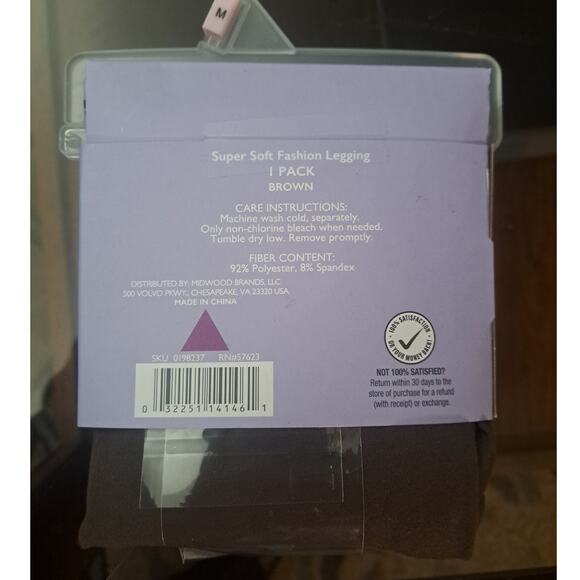 M
Super Soft Fashion Legging
1 PACK
BROWN
CARE INSTRUCTIONS:
Machine wash cold, separately.
Only non-chlorine bleach when needed.
Tumble dry low. Remove promptly.
FIBER CONTENT:
92% Polyester, 8% Spandex
DISTRIBUTED BY: MIDWOOD BRANDS, LLC
500 VOLVO PKWY., CHESAPEAKE, VA 23320 USA
MADE IN CHINA
SKU 0198237 RN#57623
0 32251 14146 1
100% SATISFACTION
OR YOUR MONEY BACK!
NOT 100% SATISFIED?
Return within 30 days to the
store of purchase for a refund
(with receipt) or exchange.